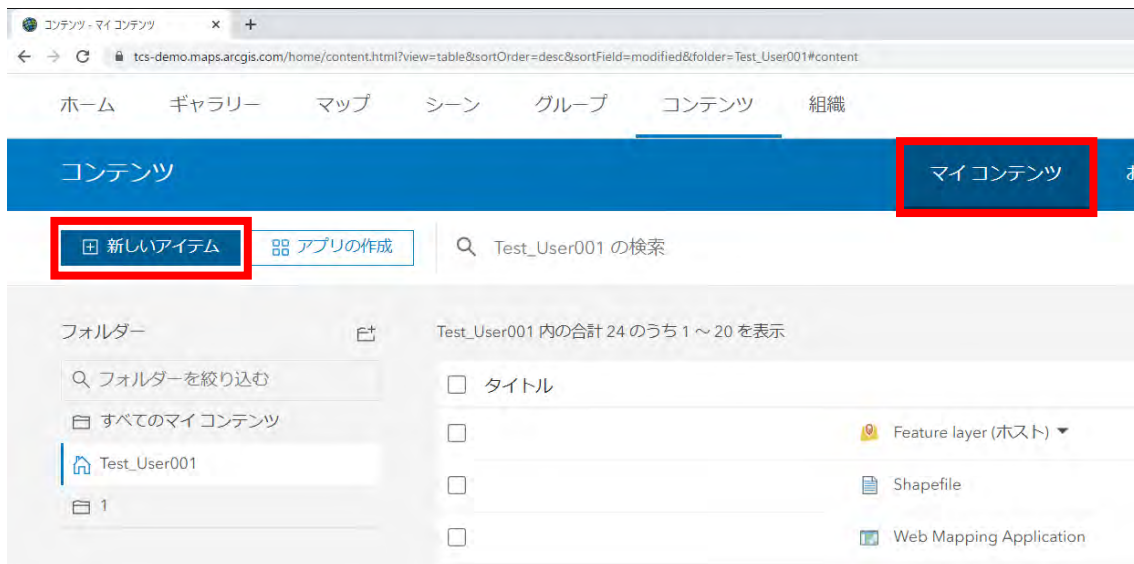 コンテンツ - マイ コンテンツ
tcs-demo.maps.arcgis.com/home/content.html?view=table&sortOrder=desc&sortField=modified&folder=Test_User001#content
ホーム ギャラリー マップ シーン グループ コンテンツ 組織
コンテンツ マイ コンテンツ お
新しいアイテム アプリの作成 Test_User001 の検索
フォルダー Test_User001 内の合計 24 のうち 1 ~ 20 を表示
フォルダーを絞り込む タイトル
すべてのマイ コンテンツ Feature layer (ホスト)
Test_User001 Shapefile
1
Web Mapping Application